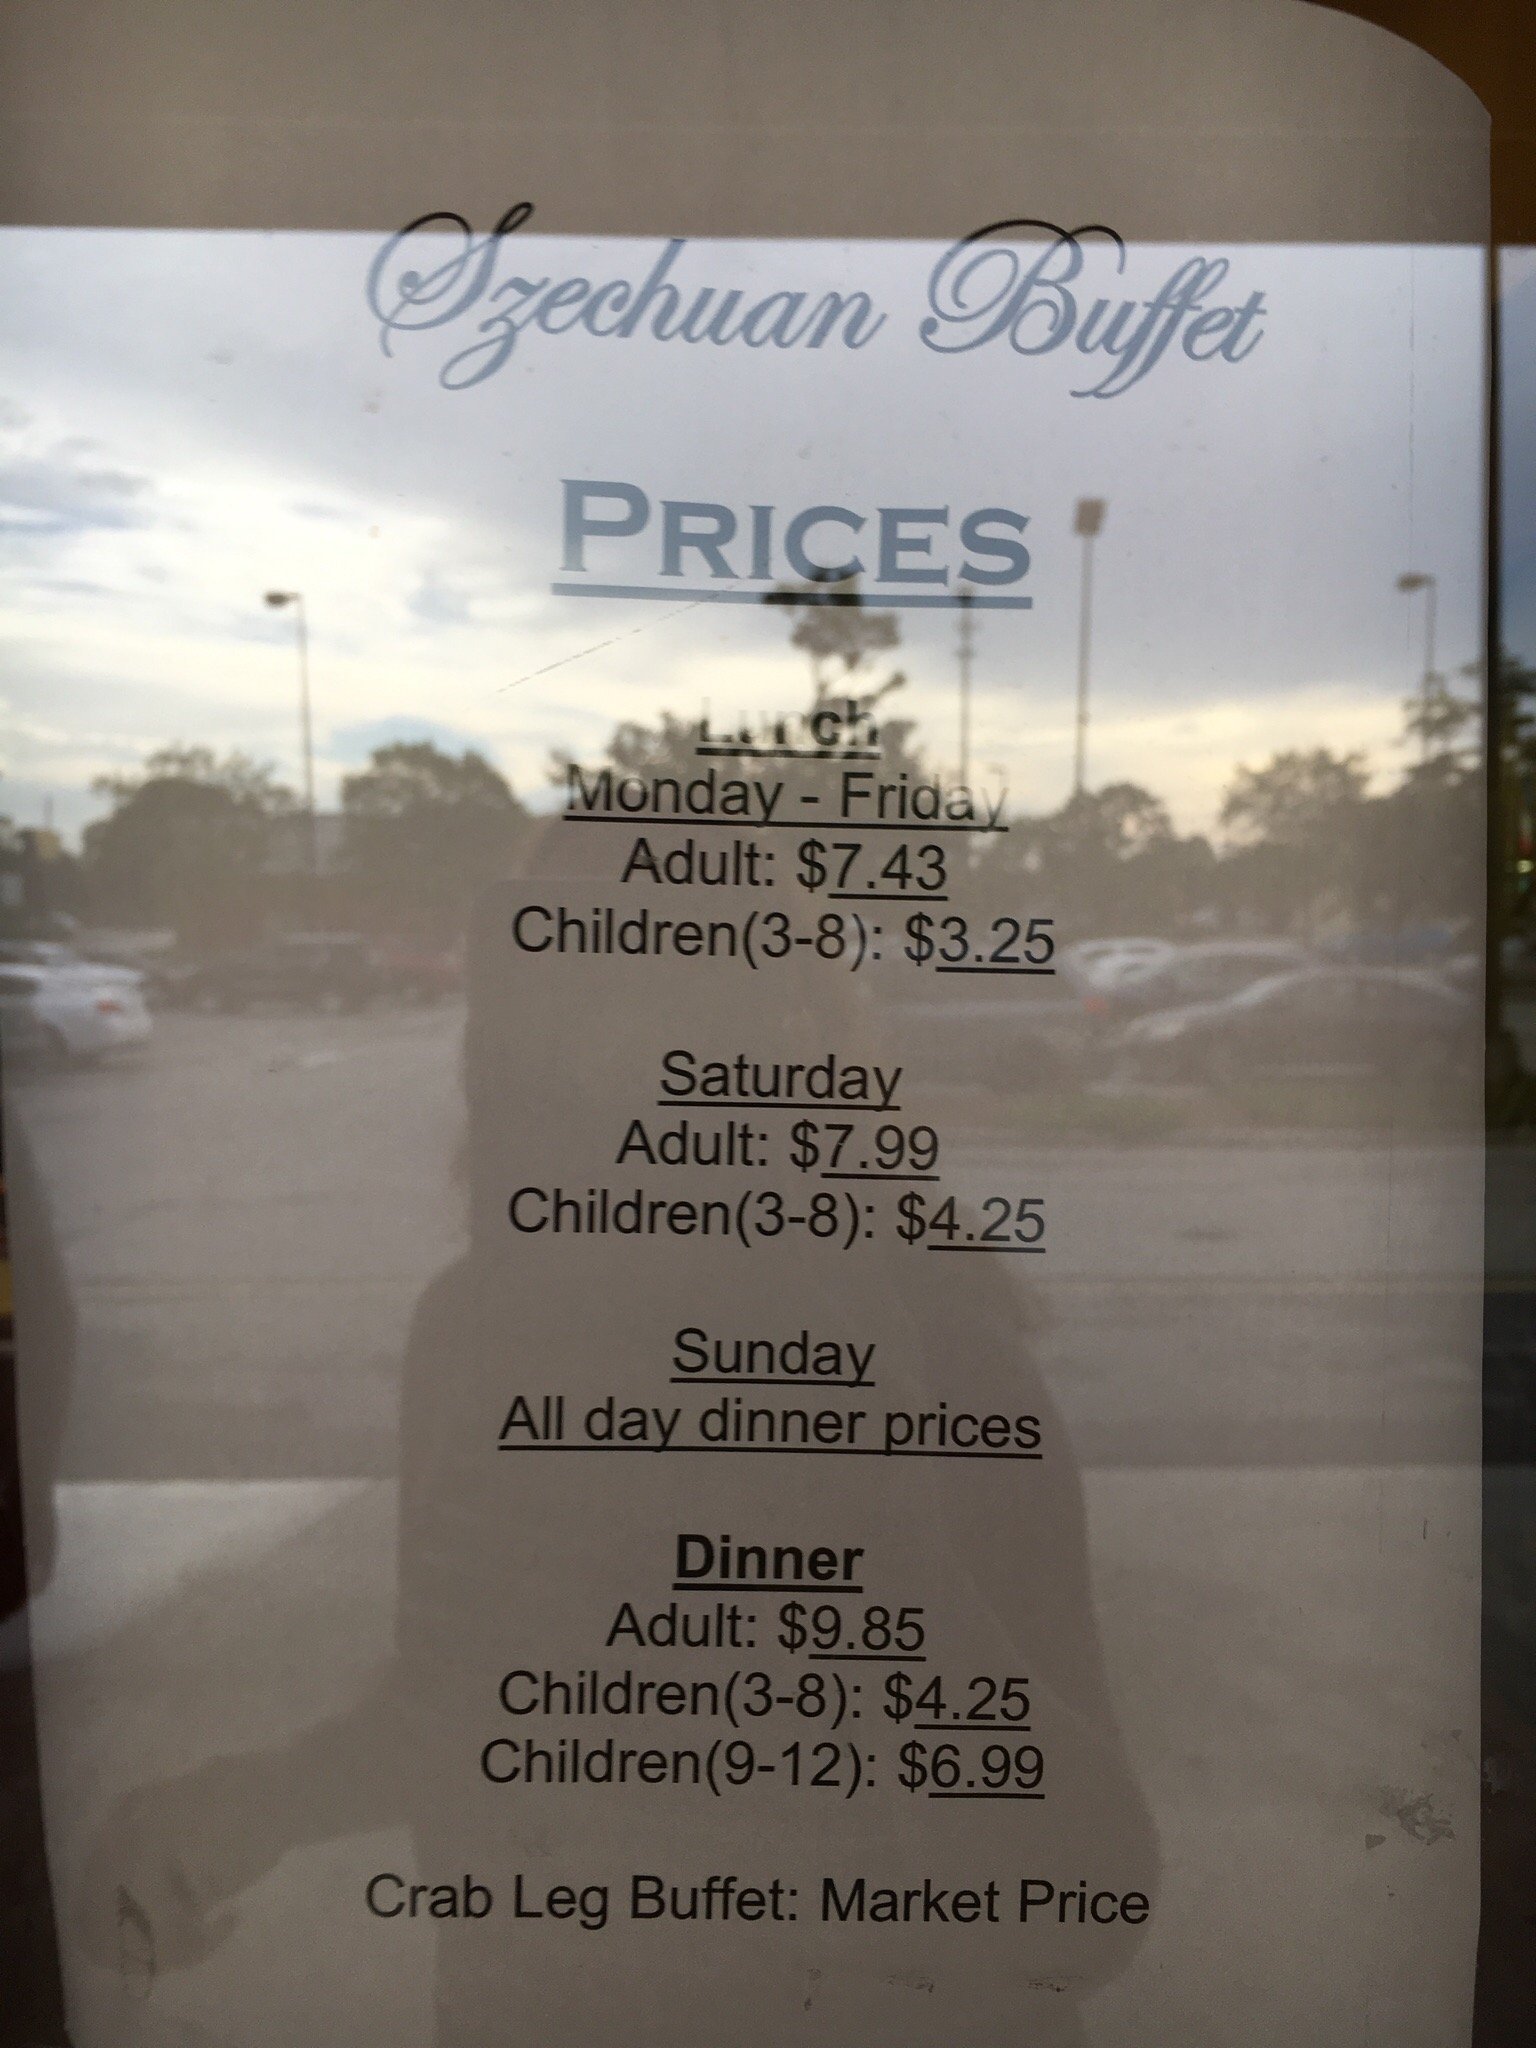 Szechuan Buffet
PRICES
Lunch
Monday - Friday
Adult: $7.43
Children(3-8): $3.25
Saturday
Adult: $7.99
Children(3-8): $4.25
Sunday
All day dinner prices
Dinner
Adult: $9.85
Children(3-8): $4.25
Children(9-12): $6.99
Crab Leg Buffet: Market Price